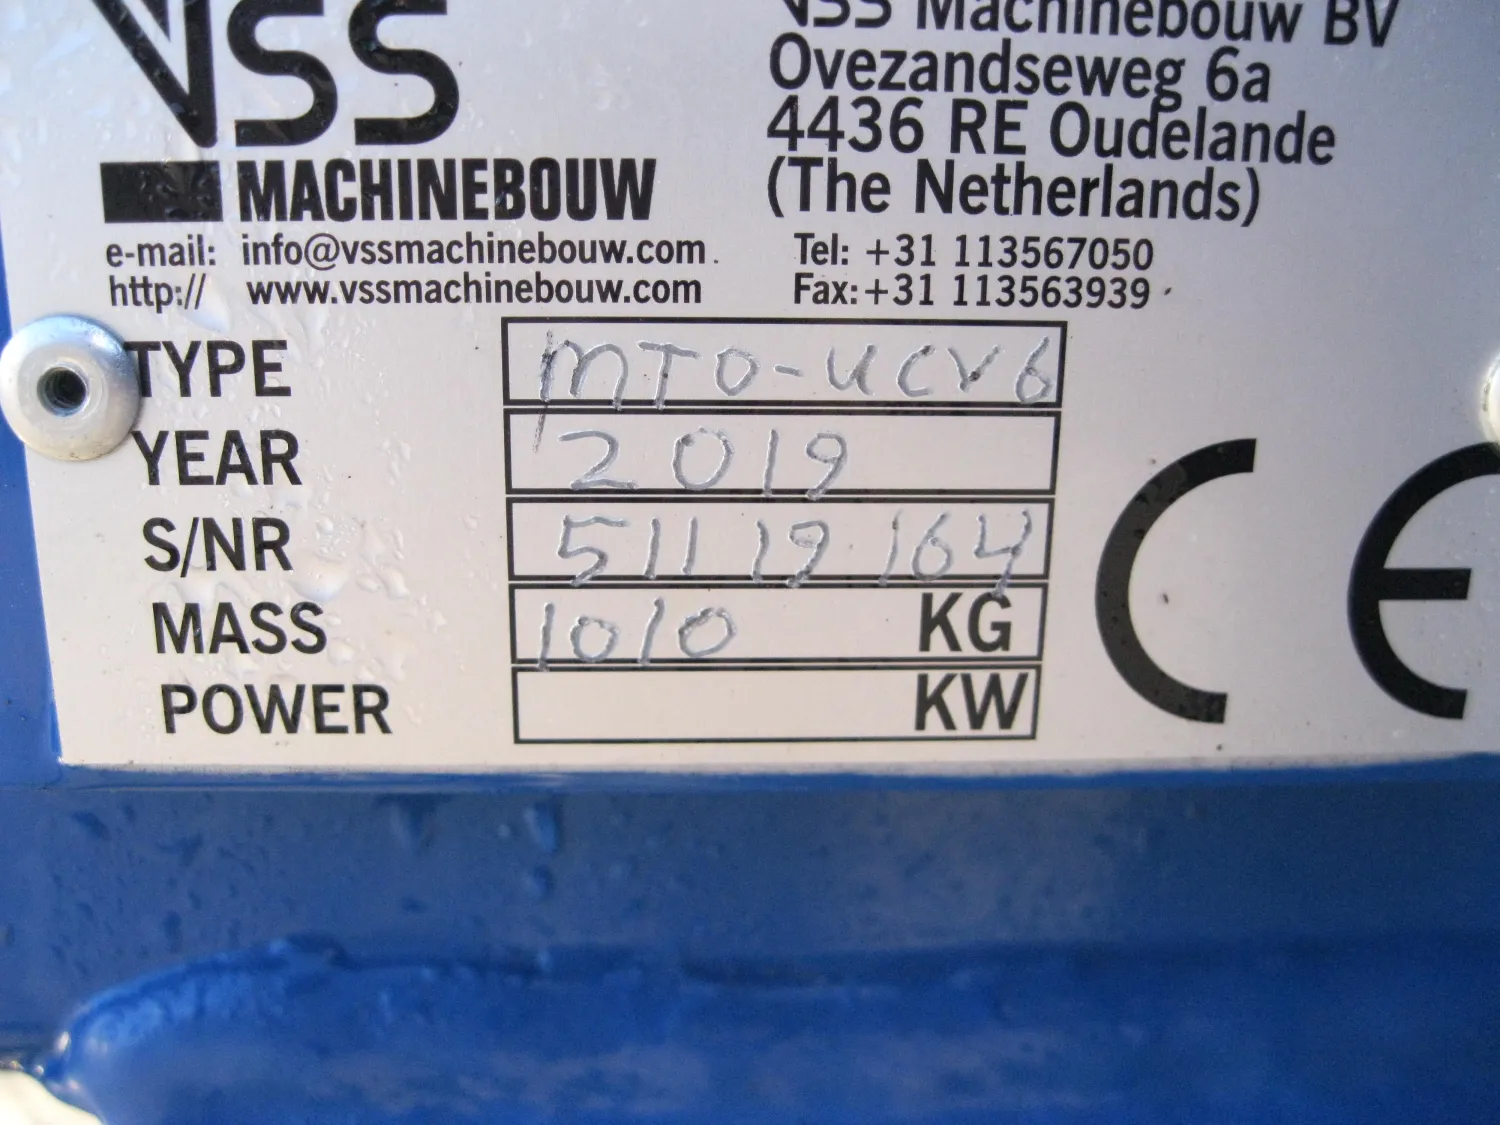 VSS
MACHINEBOUW
e-mail: info@vssmachinebouw.com
http:// www.vssmachinebouw.com
VSS Machinebouw BV
Ovezandseweg 6a
4436 RE Oudelande
(The Netherlands)
Tel: +31 113567050
Fax: +31 113563939
TYPE MTO-UCV6
YEAR 2019
S/NR 51119164
MASS 1010 KG
POWER KW
CE